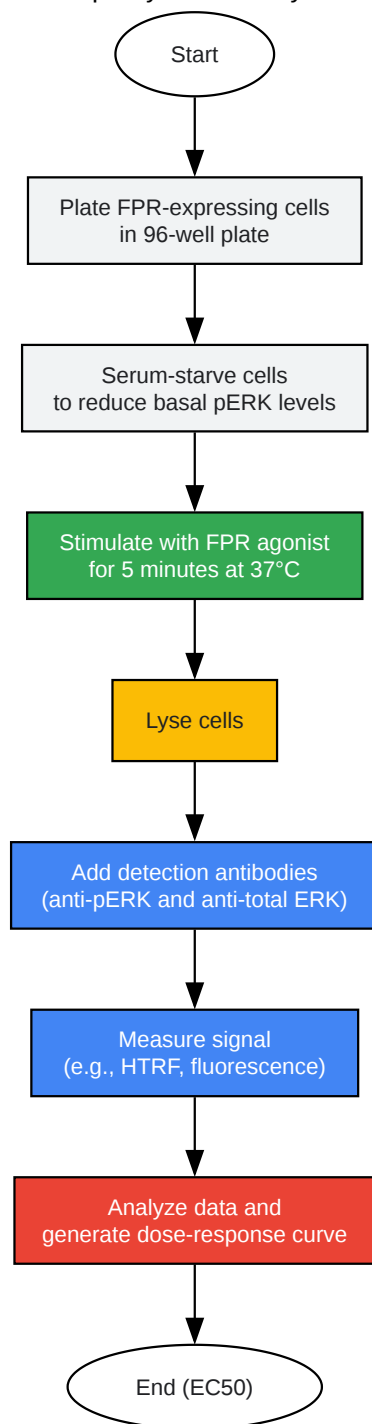 Start
Plate FPR-expressing cells
in 96-well plate
Serum-starve cells
to reduce basal pERK levels
Stimulate with FPR agonist
for 5 minutes at 37°C
Lyse cells
Add detection antibodies
(anti-pERK and anti-total ERK)
Measure signal
(e.g., HTRF, fluorescence)
Analyze data and
generate dose-response curve
End (EC50)